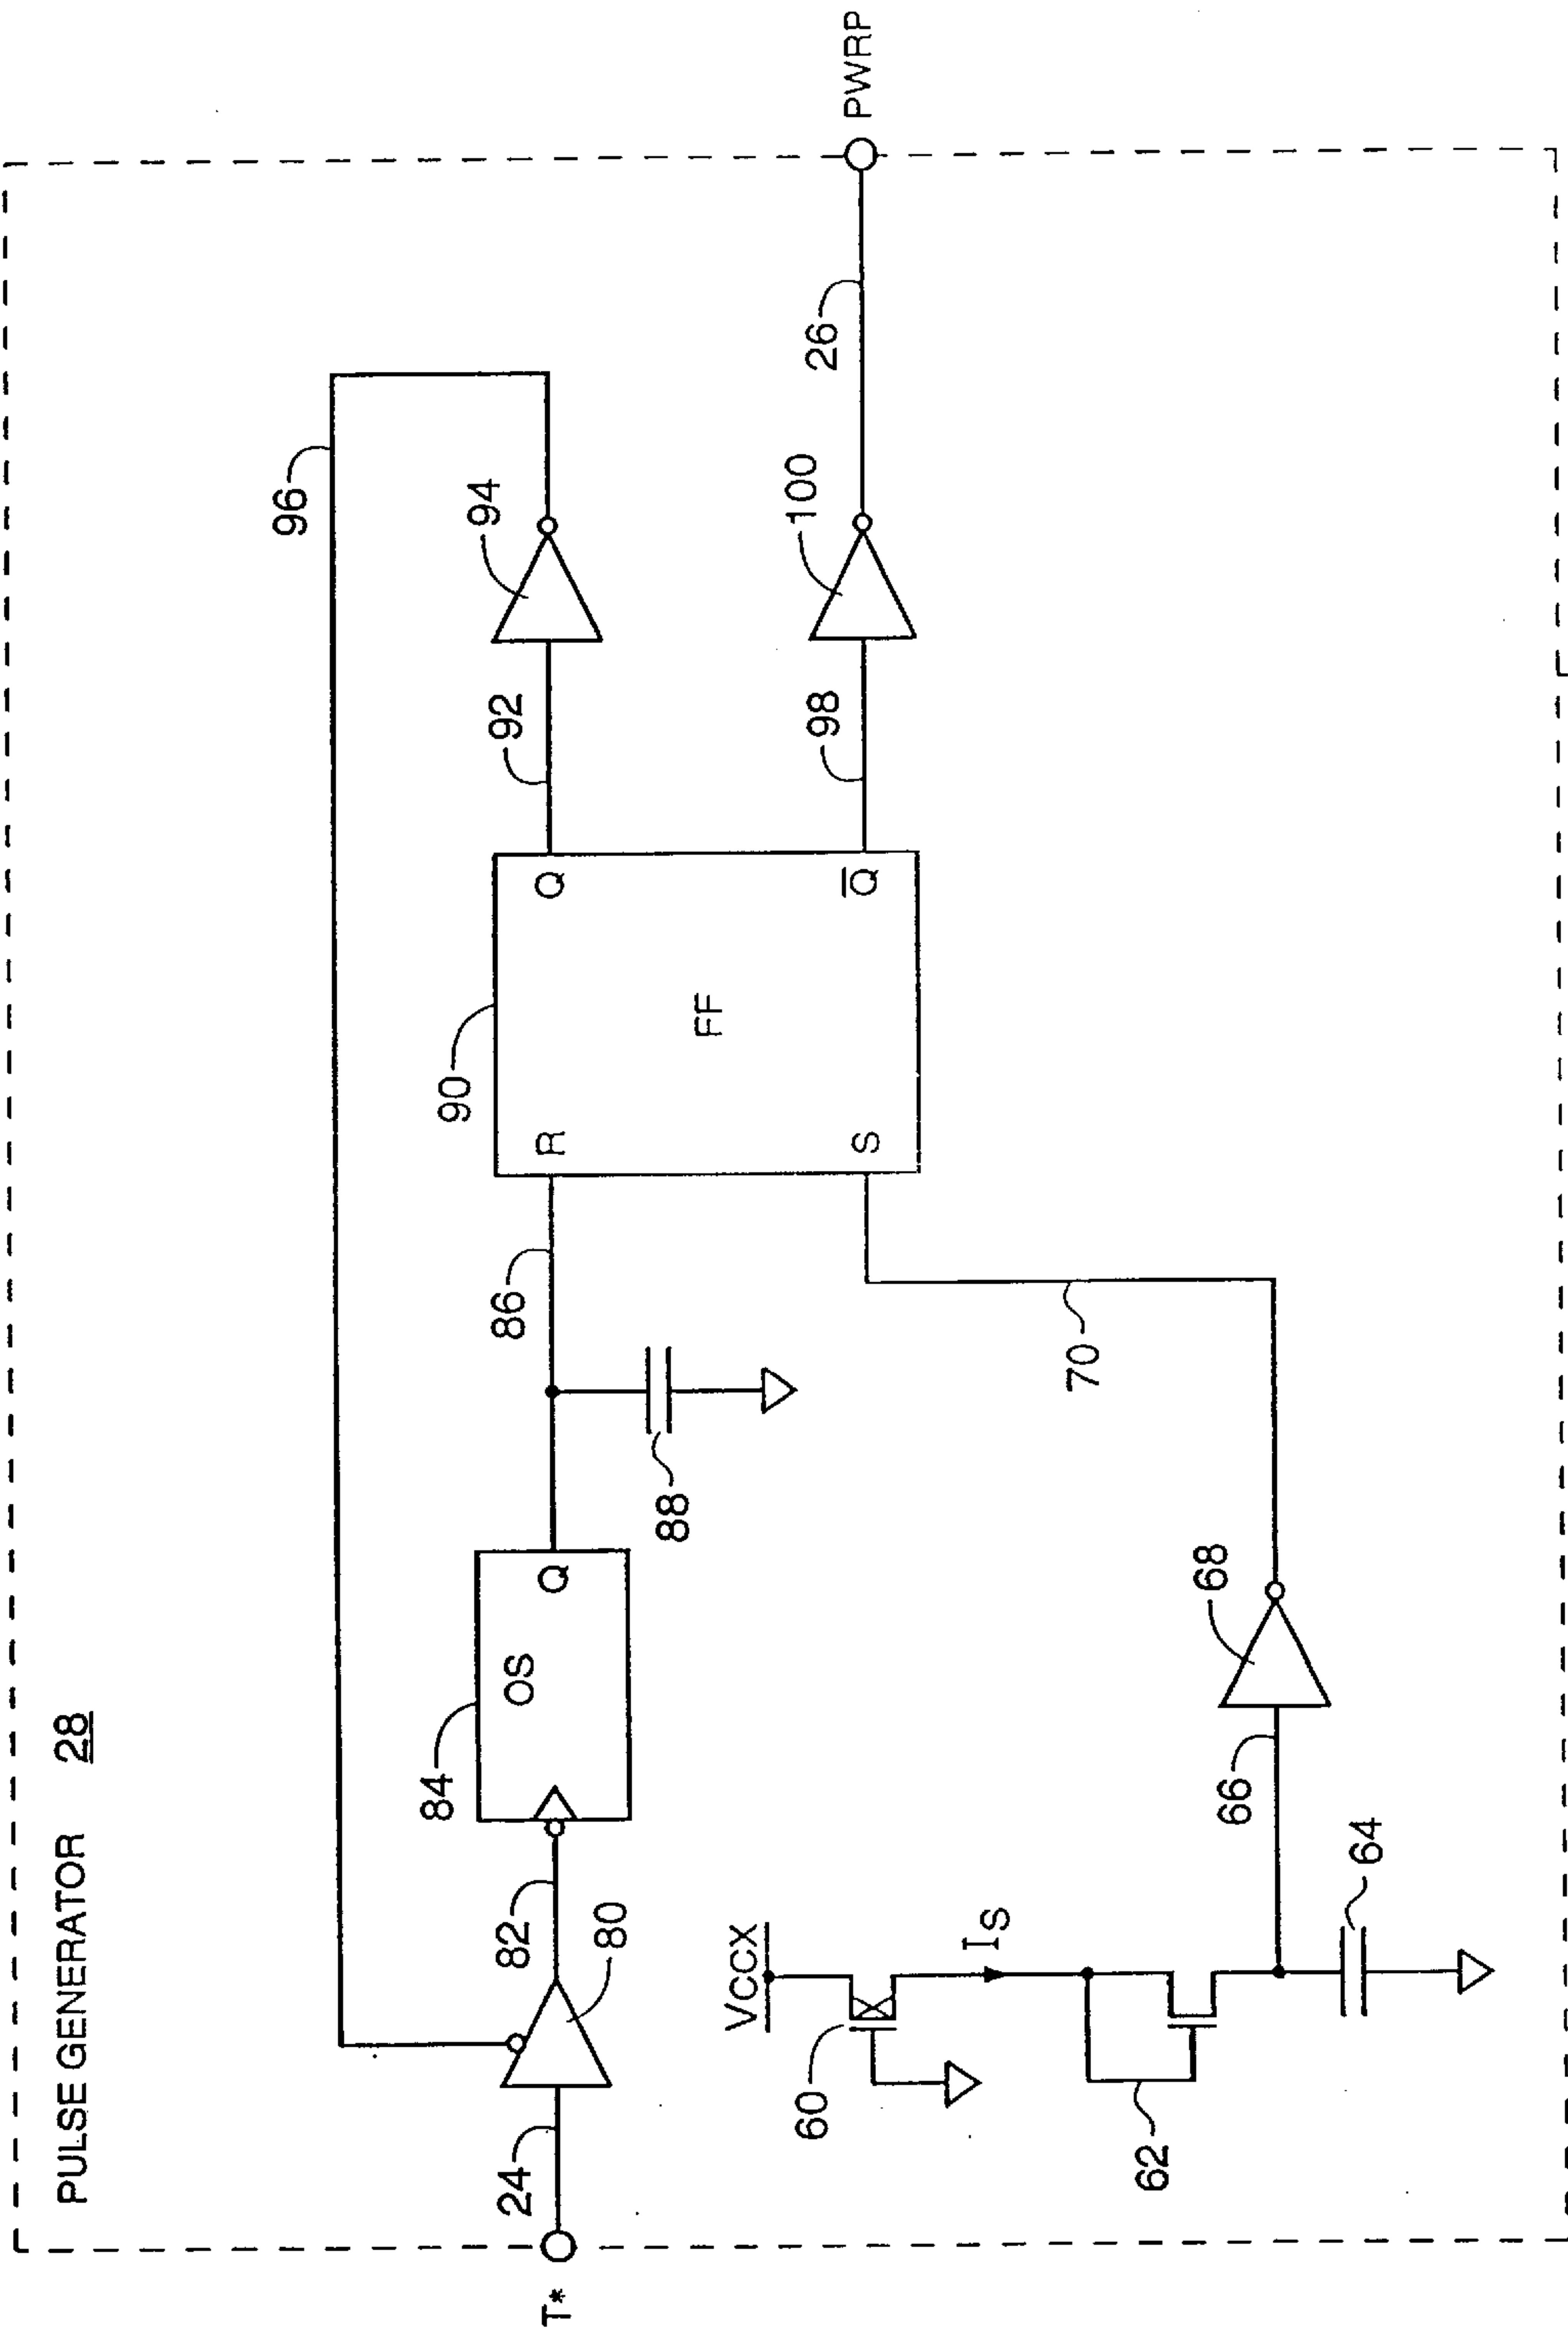 PULSE GENERATOR 28
96
94
92
90
R
Q
FF
S
Q̅
86
88
84
OS
Q
82
80
24
T*
98
100
26
PWRP
70
68
66
VCCX
60
IS
62
64